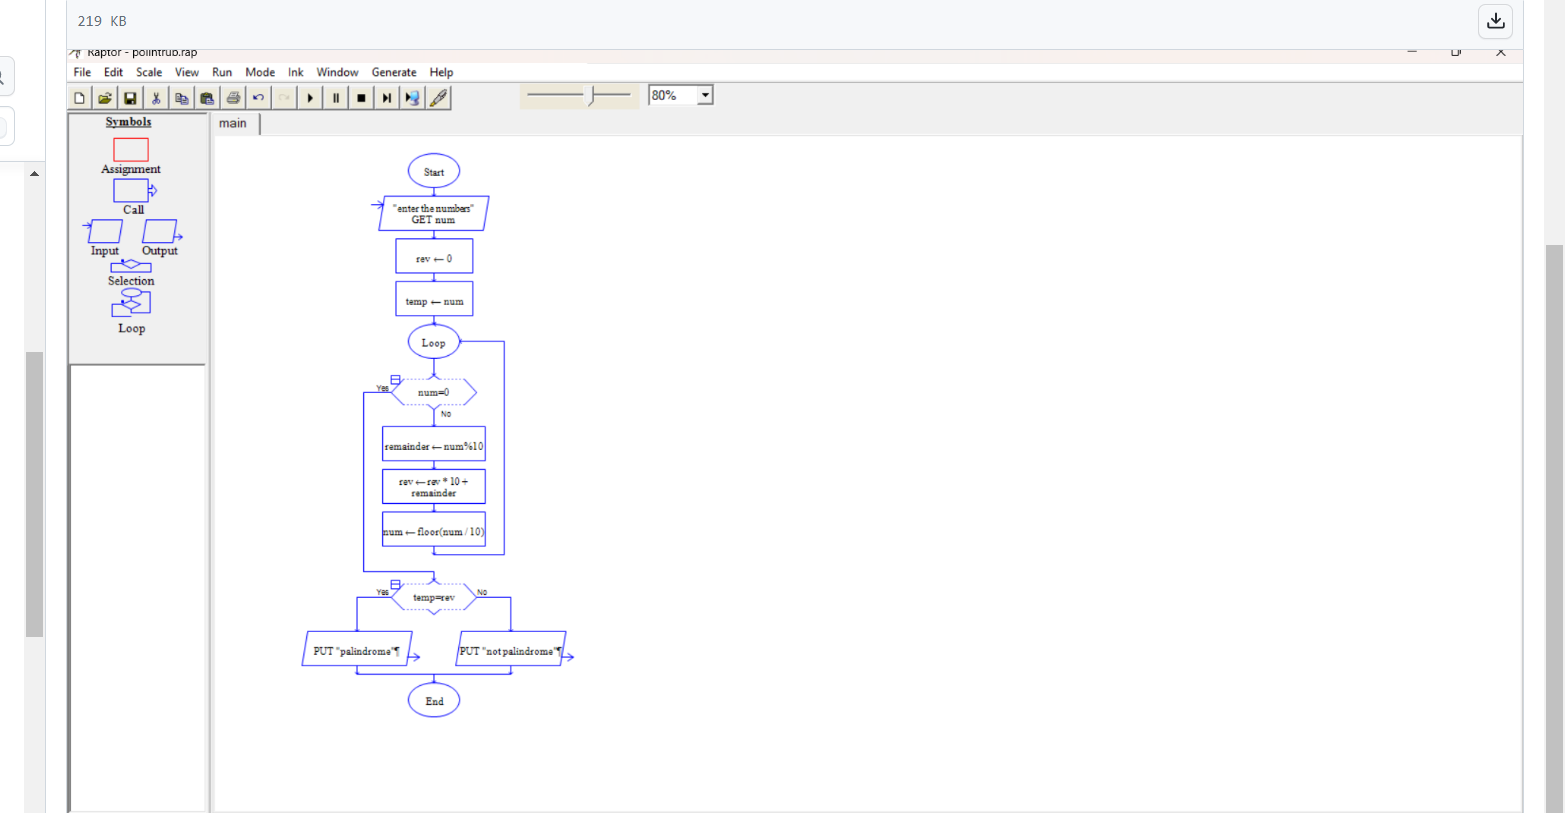 219 KB
Raptor - polintrub.rap
File Edit Scale View Run Mode Ink Window Generate Help
80%
Symbols
main
Assignment
Call
Input Output
Selection
Loop
Start
"enter the numbers"
GET num
rev ← 0
temp ← num
Loop
Yes
num=0
No
remainder ← num%10
rev ← rev * 10 +
remainder
num ← floor(num / 10)
Yes
temp=rev
No
PUT "palindrome"¶
PUT "not palindrome"¶
End